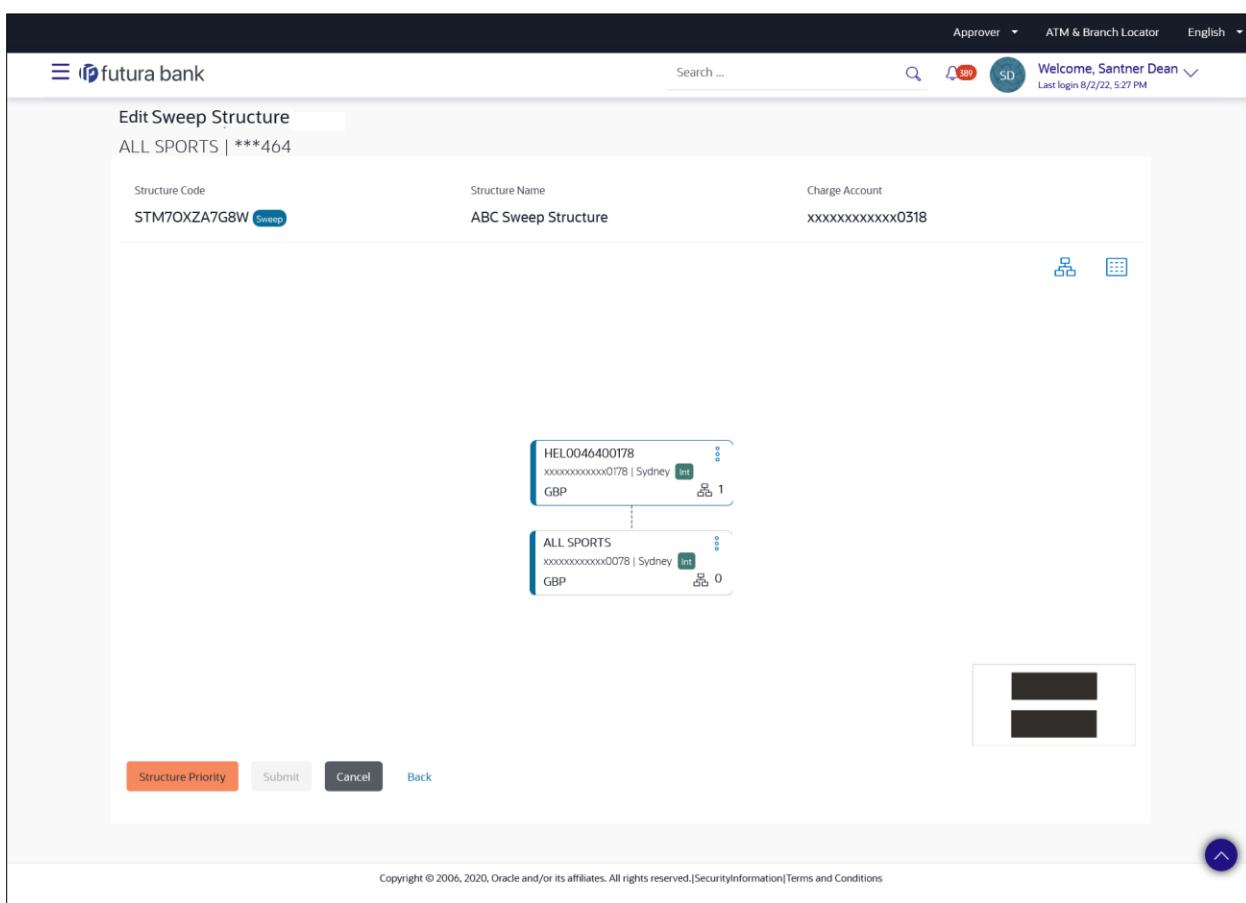 Approver ATM & Branch Locator English
futura bank Search ... 389 SD Welcome, Santner Dean
Last login 8/2/22, 5:27 PM
Edit Sweep Structure
ALL SPORTS | ***464
Structure Code Structure Name Charge Account
STM7OXZA7G8W Sweep ABC Sweep Structure xxxxxxxxxxxx0318
HEL0046400178
xxxxxxxxxxxx0178 | Sydney Int
GBP 1
ALL SPORTS
xxxxxxxxxxxx0078 | Sydney Int
GBP 0
Structure Priority Submit Cancel Back
Copyright © 2006, 2020, Oracle and/or its affiliates. All rights reserved.|SecurityInformation|Terms and Conditions